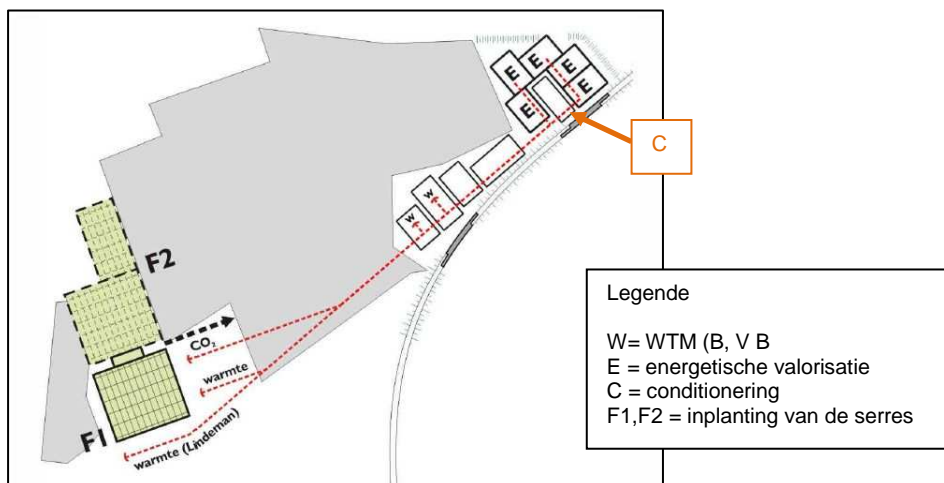 E
E
E
E
E
C
W
W
F2
CO₂
warmte
F1
warmte (Lindeman)
Legende
W= WTM (B, V B
E = energetische valorisatie
C = conditionering
F1,F2 = inplanting van de serres